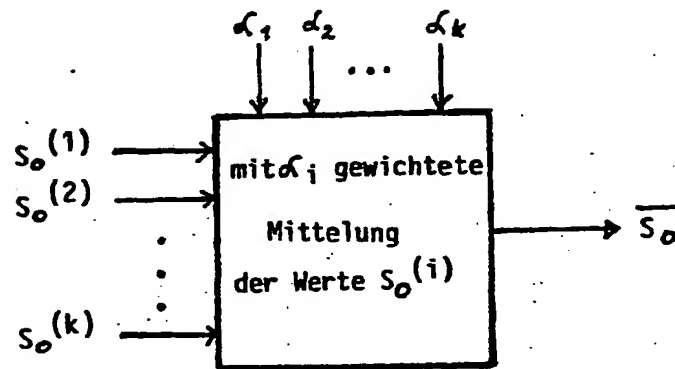 α₁ α₂ ... αₖ
S₀(1)
S₀(2)
S₀(k)
mit αᵢ gewichtete
Mittelung
der Werte S₀(i)
S̅₀